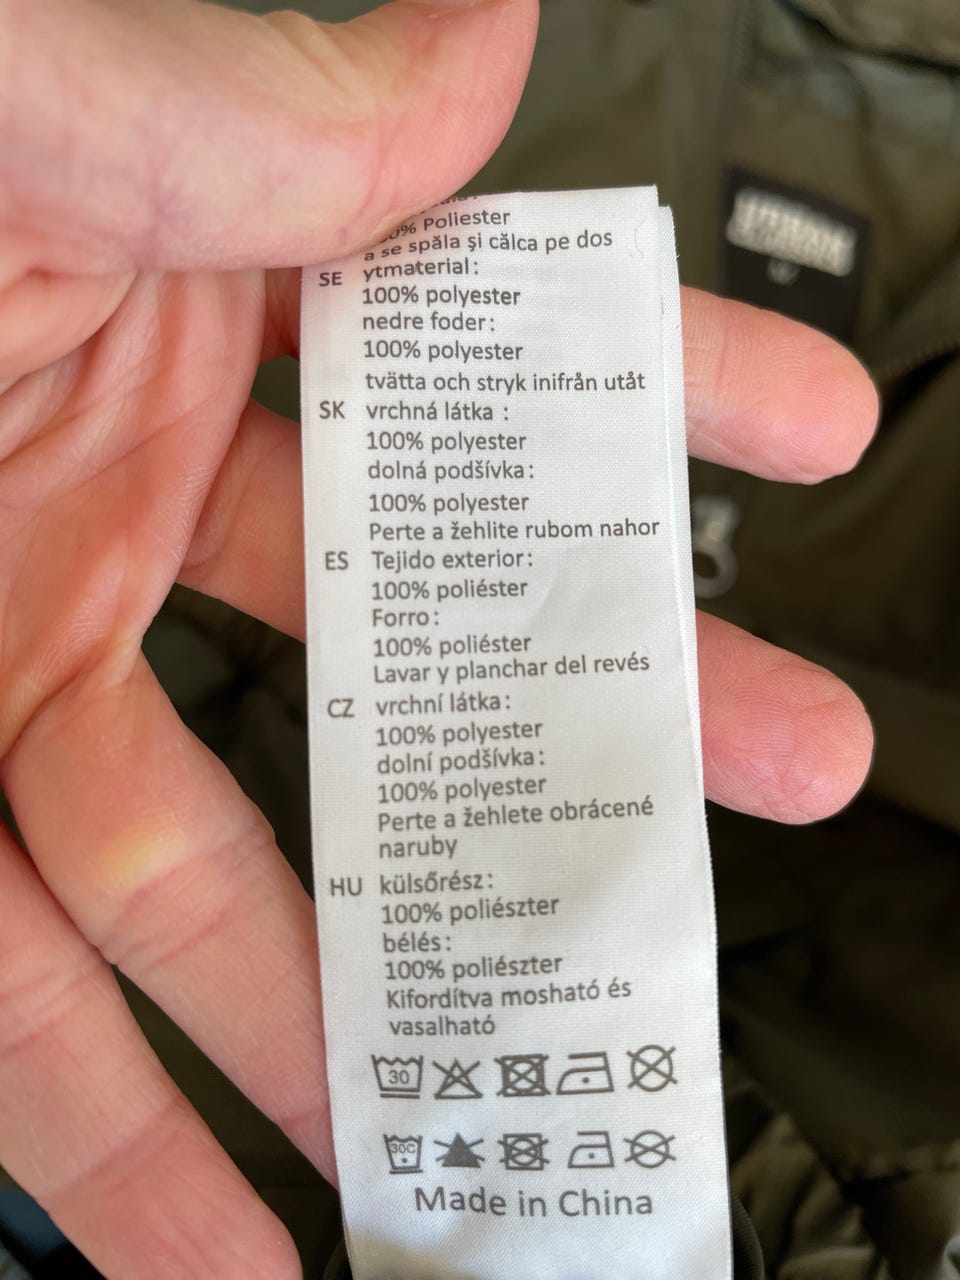 Poliester
a se spăla şi călca pe dos
SE ytmaterial:
100% polyester
nedre foder:
100% polyester
tvätta och stryk inifrån utåt
SK vrchná látka :
100% polyester
dolná podšívka:
100% polyester
Perte a žehlite rubom nahor
ES Tejido exterior:
100% poliéster
Forro:
100% poliéster
Lavar y planchar del revés
CZ vrchní látka:
100% polyester
dolní podšívka:
100% polyester
Perte a žehlete obrácené
naruby
HU külsőrész:
100% poliészter
bélés:
100% poliészter
Kifordítva mosható és
vasalható
30
30C
Made in China